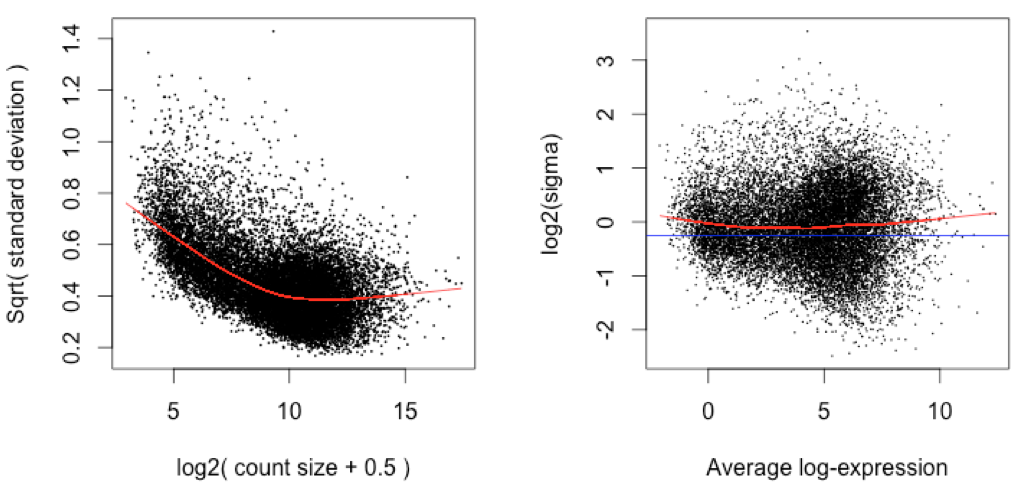 Sqrt( standard deviation )
1.4
1.2
1.0
0.8
0.6
0.4
0.2
5 10 15
log2( count size + 0.5 )
log2(sigma)
3
2
1
0
-1
-2
0 5 10
Average log-expression